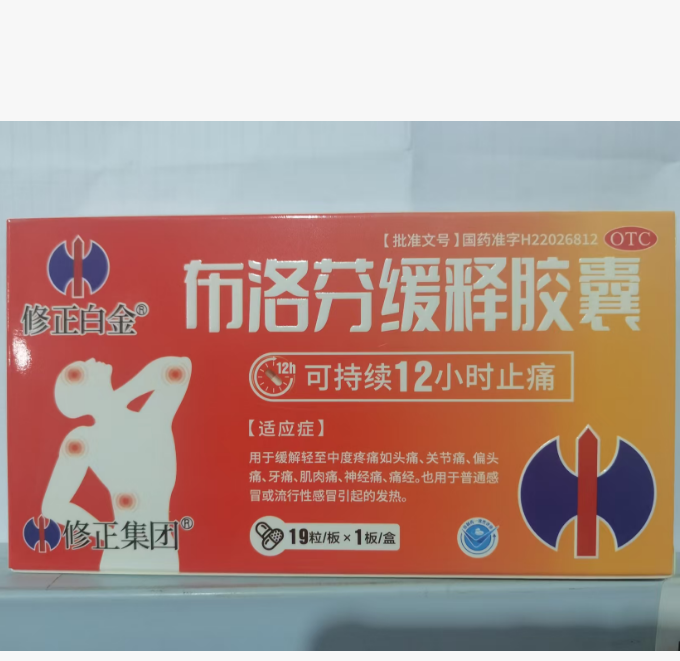 【批准文号】国药准字H22026812 OTC
修正白金®
布洛芬缓释胶囊
12h 可持续12小时止痛
【适应症】
用于缓解轻至中度疼痛如头痛、关节痛、偏头
痛、牙痛、肌肉痛、神经痛、痛经。也用于普通感
冒或流行性感冒引起的发热。
修正集团®
19粒/板×1板/盒